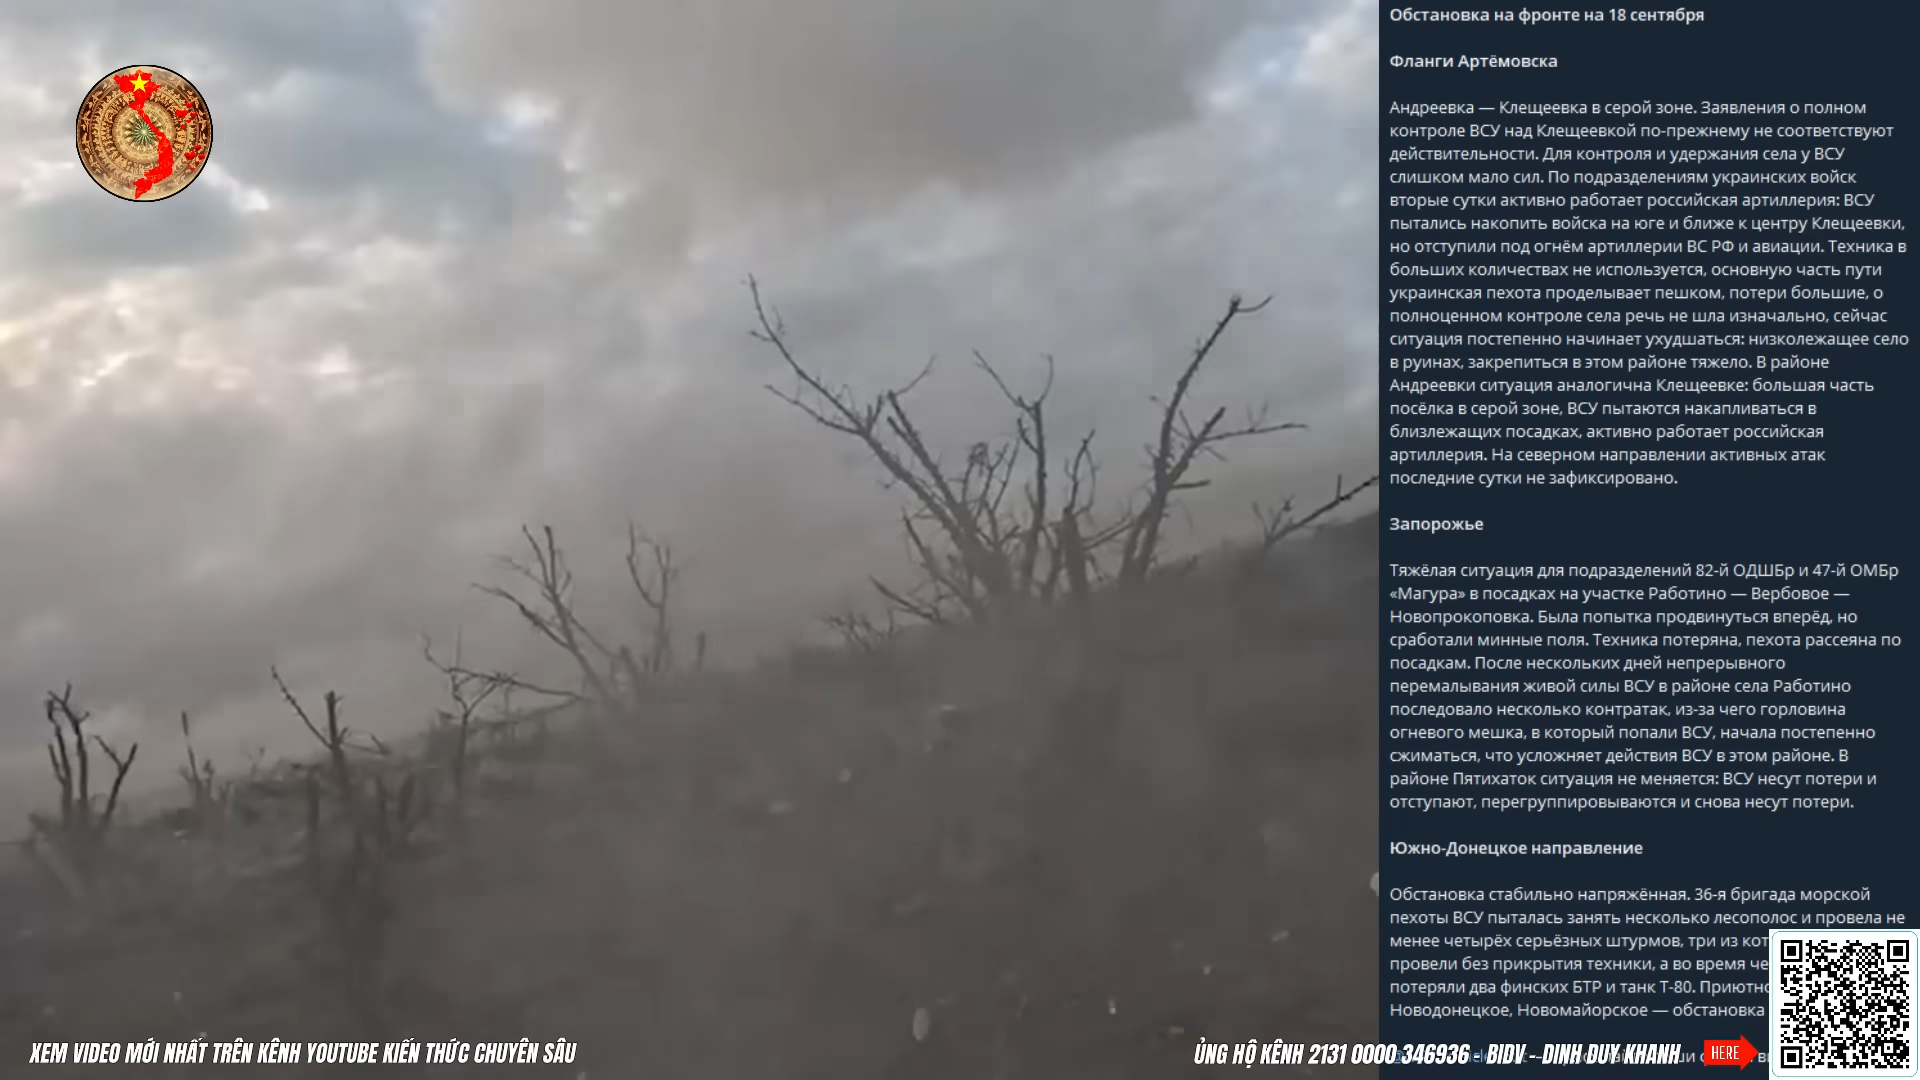 Обстановка на фронте на 18 сентября
Фланги Артёмовска
Андреевка — Клещеевка в серой зоне. Заявления о полном
контроле ВСУ над Клещеевкой по-прежнему не соответствуют
действительности. Для контроля и удержания села у ВСУ
слишком мало сил. По подразделениям украинских войск
вторые сутки активно работает российская артиллерия: ВСУ
пытались накопить войска на юге и ближе к центру Клещеевки,
но отступили под огнём артиллерии ВС РФ и авиации. Техника в
больших количествах не используется, основную часть пути
украинская пехота проделывает пешком, потери большие, о
полноценном контроле села речь не шла изначально, сейчас
ситуация постепенно начинает ухудшаться: низколежащее село
в руинах, закрепиться в этом районе тяжело. В районе
Андреевки ситуация аналогична Клещеевке: большая часть
посёлка в серой зоне, ВСУ пытаются накапливаться в
близлежащих посадках, активно работает российская
артиллерия. На северном направлении активных атак
последние сутки не зафиксировано.
Запорожье
Тяжёлая ситуация для подразделений 82-й ОДШБр и 47-й ОМБр
«Магура» в посадках на участке Работино — Вербовое —
Новопрокоповка. Была попытка продвинуться вперёд, но
сработали минные поля. Техника потеряна, пехота рассеяна по
посадкам. После нескольких дней непрерывного
перемалывания живой силы ВСУ в районе села Работино
последовало несколько контратак, из-за чего горловина
огневого мешка, в который попали ВСУ, начала постепенно
сжиматься, что усложняет действия ВСУ в этом районе. В
районе Пятихаток ситуация не меняется: ВСУ несут потери и
отступают, перегруппировываются и снова несут потери.
Южно-Донецкое направление
Обстановка стабильно напряжённая. 36-я бригада морской
пехоты ВСУ пыталась занять несколько лесополос и провела не
менее четырёх серьёзных штурмов, три из
провели без прикрытия техники, а во время
потеряли два финских БТР и танк Т-80.
Новодонецкое, Новомайорское — обстановка
XEM VIDEO MỚI NHẤT TRÊN KÊNH YOUTUBE KIẾN THỨC CHUYÊN SÂU
ỦNG HỘ KÊNH 2131 0000 346936 - BIDV - DINH DUY KHANH
HERE